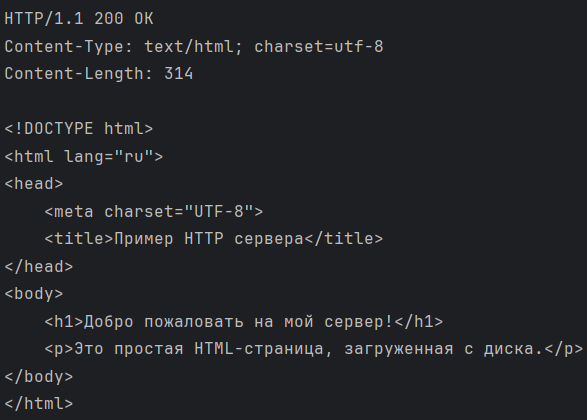 HTTP/1.1 200 OK
Content-Type: text/html; charset=utf-8
Content-Length: 314

<!DOCTYPE html>
<html lang="ru">
<head>
    <meta charset="UTF-8">
    <title>Пример HTTP сервера</title>
</head>
<body>
    <h1>Добро пожаловать на мой сервер!</h1>
    <p>Это простая HTML-страница, загруженная с диска.</p>
</body>
</html>